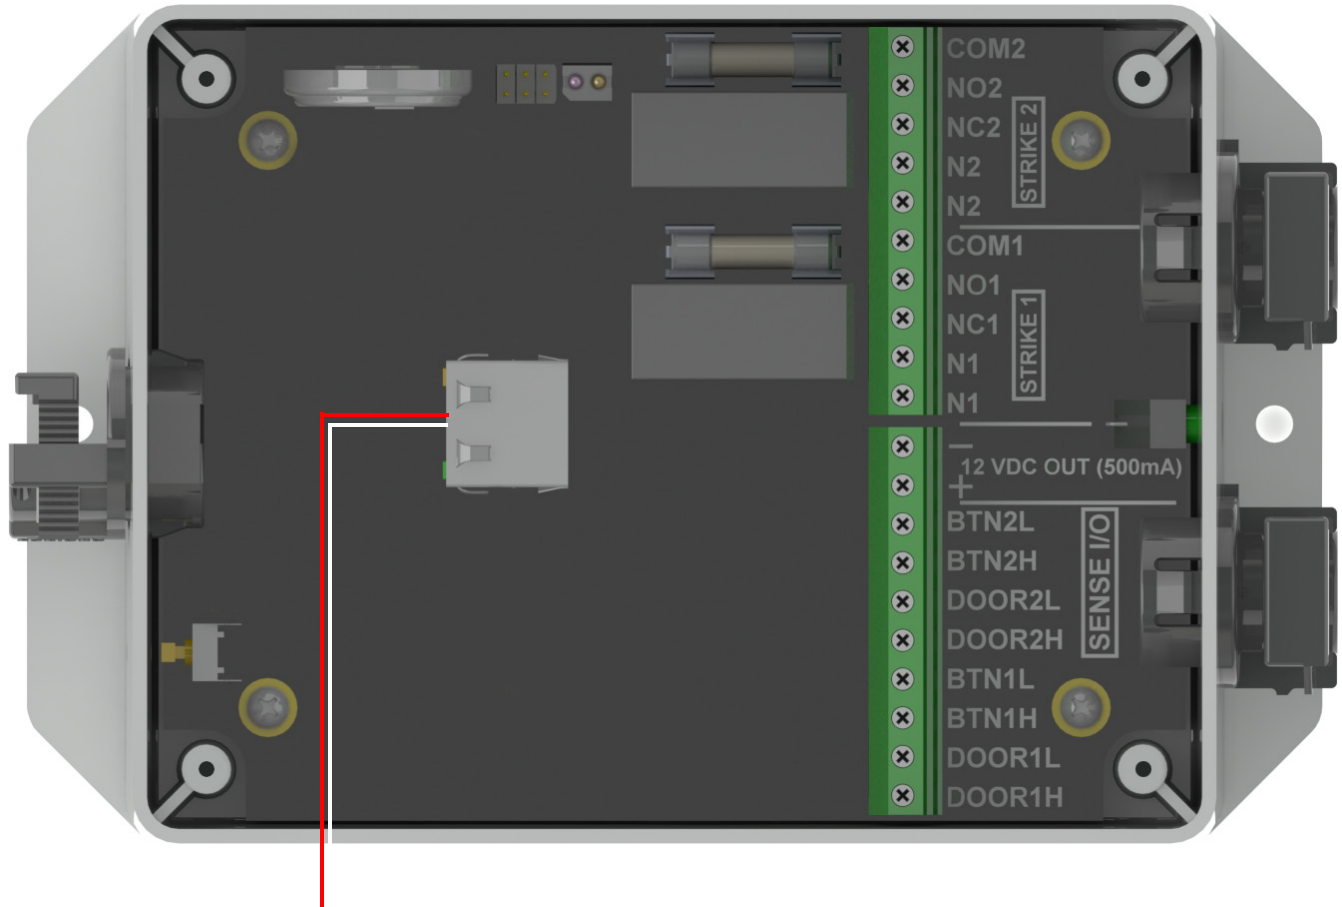 COM2
NO2
NC2
N2
N2
STRIKE 2
COM1
NO1
NC1
N1
N1
STRIKE 1
−
12 VDC OUT (500mA)
+
BTN2L
BTN2H
DOOR2L
DOOR2H
BTN1L
BTN1H
DOOR1L
DOOR1H
SENSE I/O